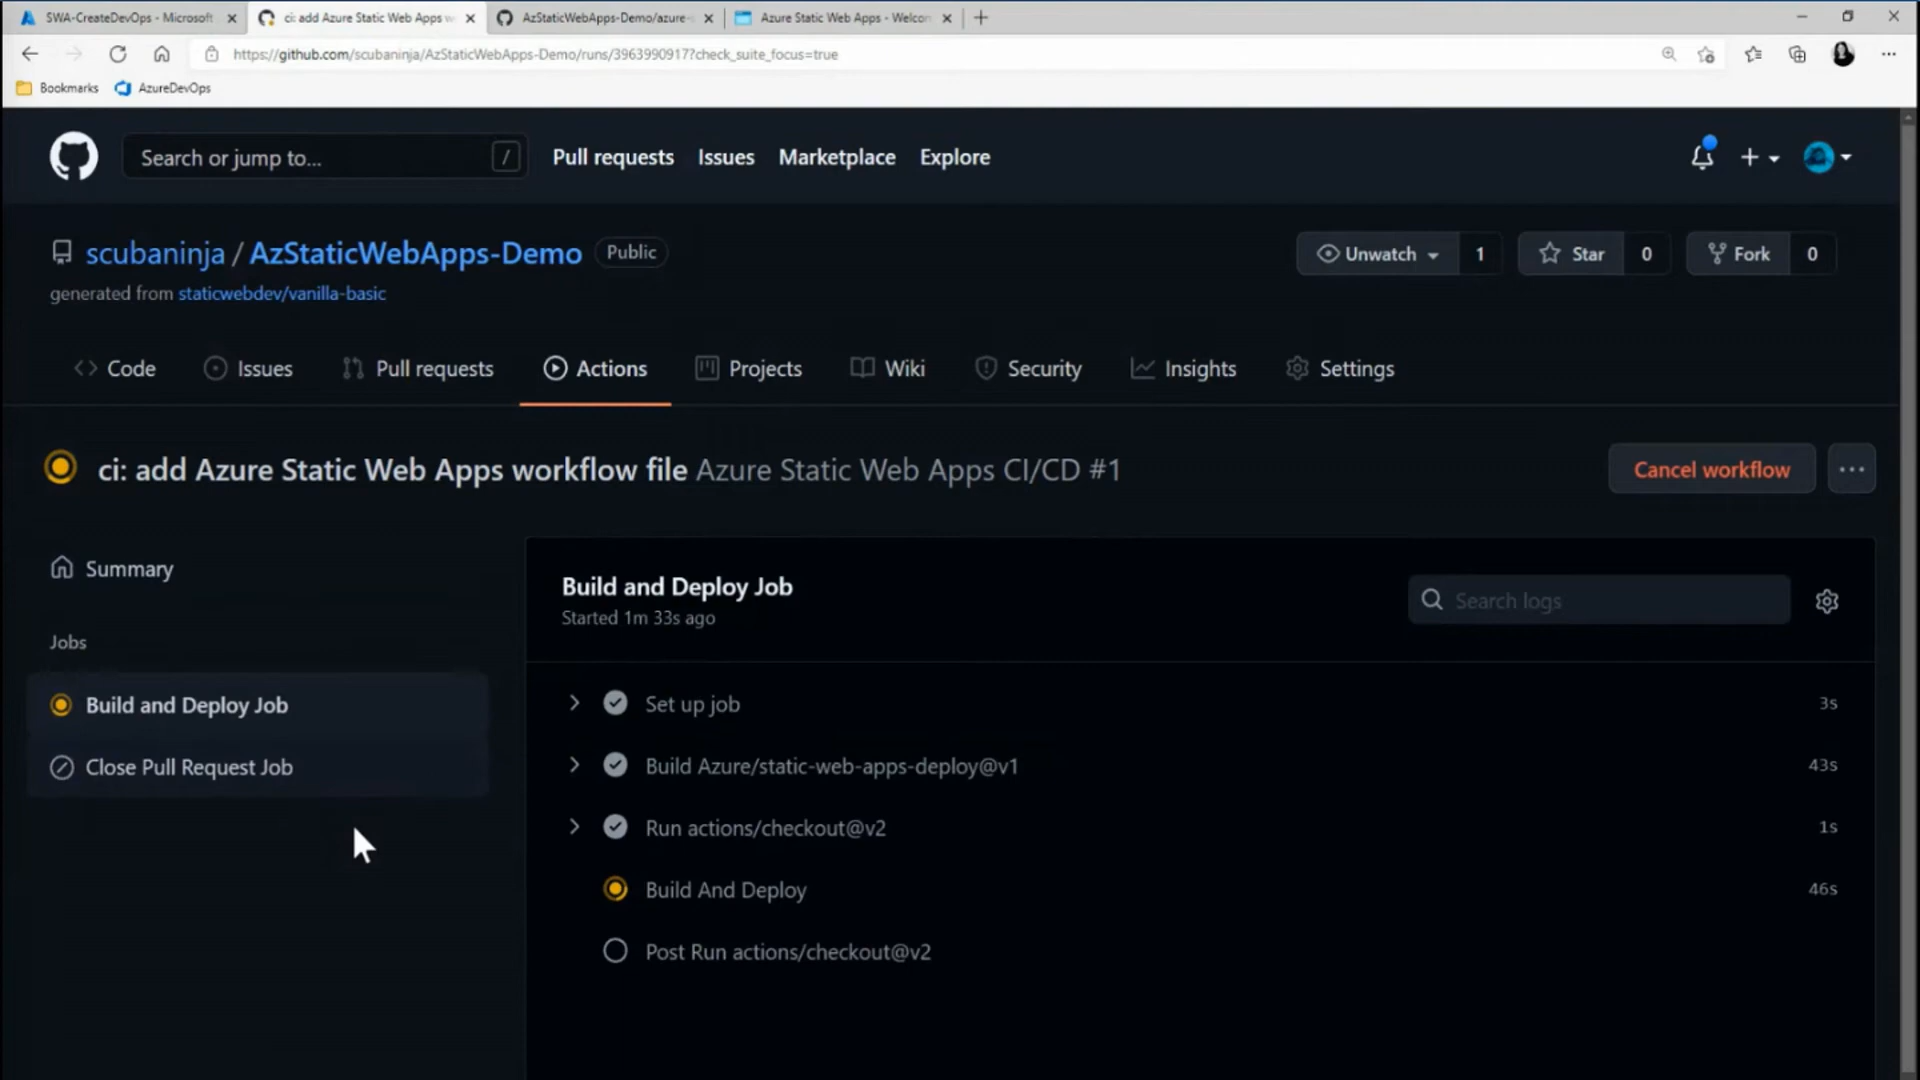 SWA-CreateDevOps - Microsoft
ci: add Azure Static Web Apps w
AzStaticWebApps-Demo/azure-
Azure Static Web Apps - Welcon
https://github.com/scubaninja/AzStaticWebApps-Demo/runs/3963990917?check_suite_focus=true
Bookmarks AzureDevOps
Search or jump to... /
Pull requests Issues Marketplace Explore
scubaninja / AzStaticWebApps-Demo Public
Unwatch 1 Star 0 Fork 0
generated from staticwebdev/vanilla-basic
Code Issues Pull requests Actions Projects Wiki Security Insights Settings
ci: add Azure Static Web Apps workflow file Azure Static Web Apps CI/CD #1
Cancel workflow ...
Summary
Jobs
Build and Deploy Job
Close Pull Request Job
Build and Deploy Job
Started 1m 33s ago
Search logs
Set up job 3s
Build Azure/static-web-apps-deploy@v1 43s
Run actions/checkout@v2 1s
Build And Deploy 46s
Post Run actions/checkout@v2